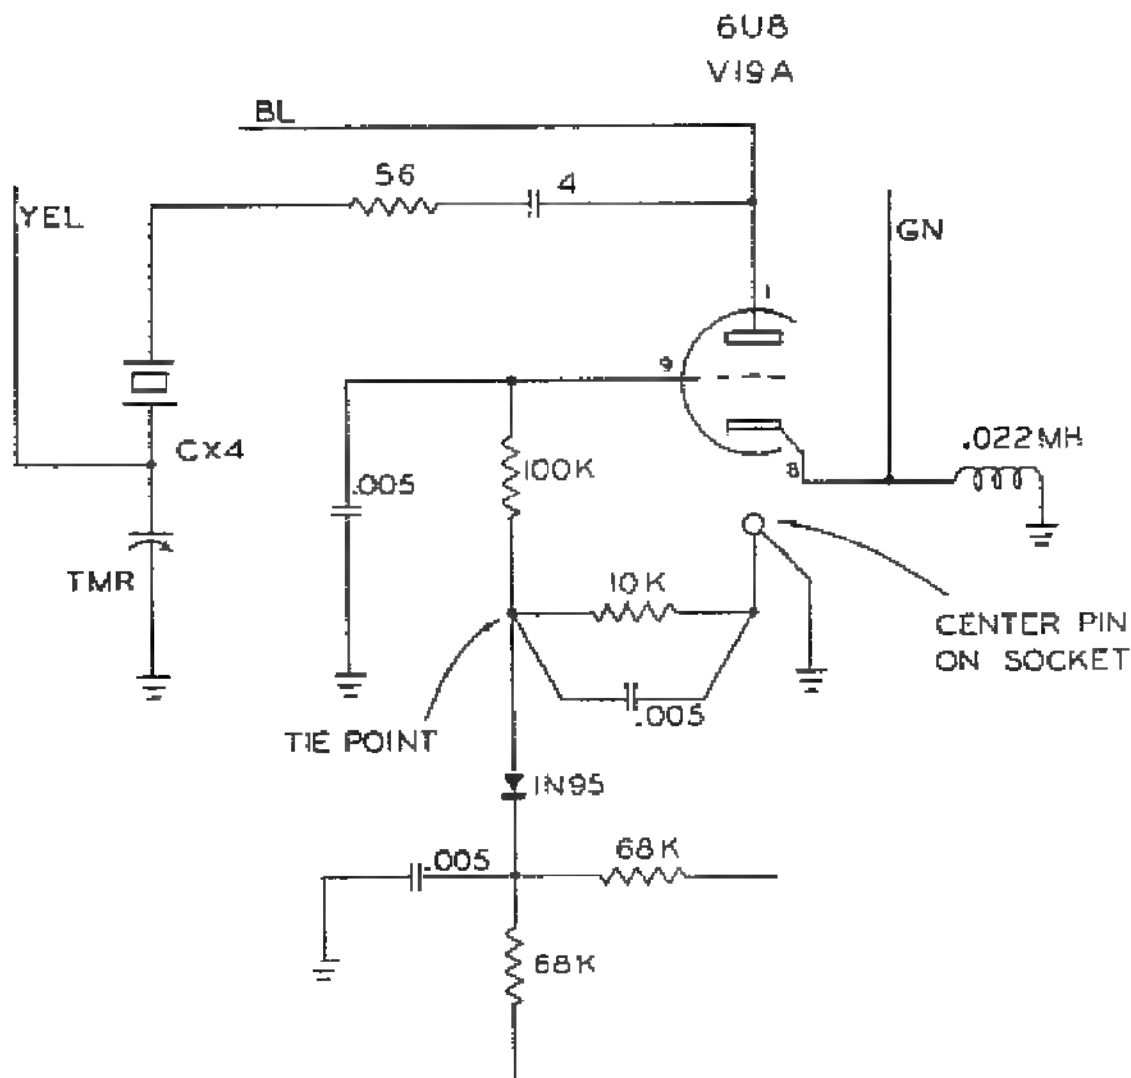 6U8
V19A
BL
56
4
YEL
GN
1
9
CX4
.022MH
8
100K
.005
TMR
10K
CENTER PIN
ON SOCKET
.005
TIE POINT
IN95
.005
68K
68K